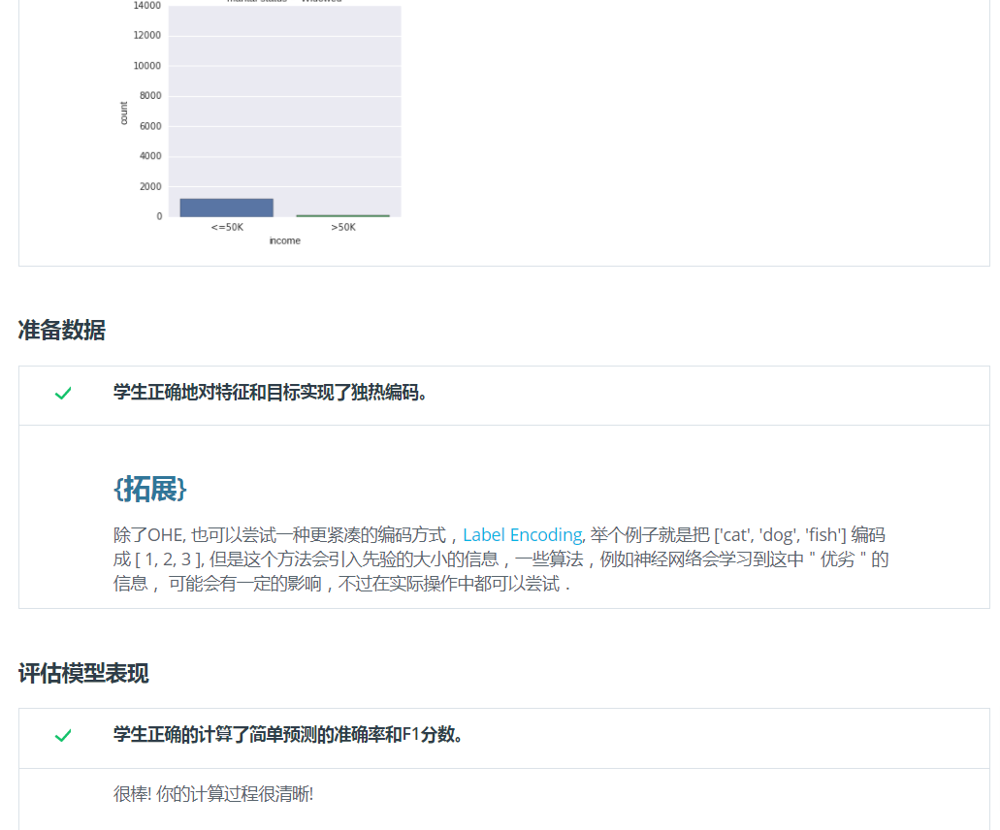 14000
12000
10000
8000
6000
4000
2000
0
count
<=50K
>50K
income
准备数据
学生正确地对特征和目标实现了独热编码。
{拓展}
除了OHE, 也可以尝试一种更紧凑的编码方式，Label Encoding, 举个例子就是把 ['cat', 'dog', 'fish'] 编码
成 [ 1, 2, 3 ], 但是这个方法会引入先验的大小的信息，一些算法，例如神经网络会学习到这中＂优劣＂的
信息， 可能会有一定的影响，不过在实际操作中都可以尝试．
评估模型表现
学生正确的计算了简单预测的准确率和F1分数。
很棒! 你的计算过程很清晰!